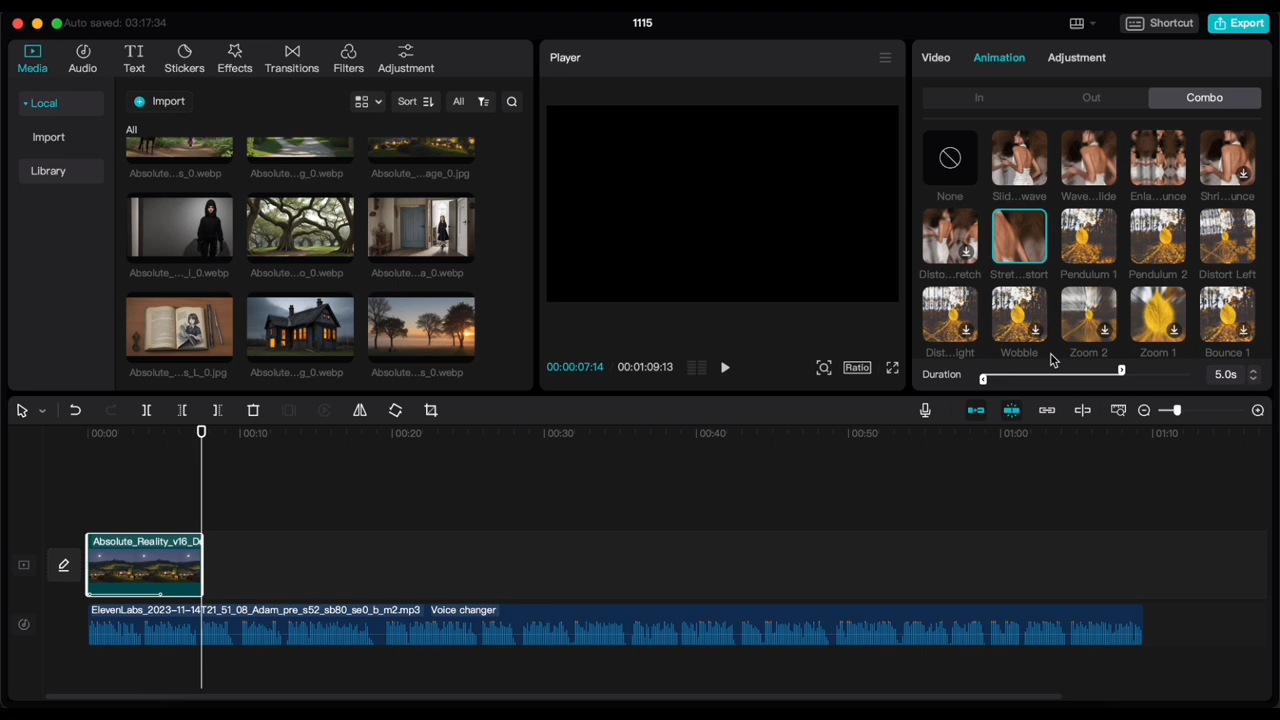 Auto saved: 03:17:34
1115
Shortcut
Export
Media
Audio
Text
Stickers
Effects
Transitions
Filters
Adjustment
Local
Import
Library
Import
Sort
All
All
Absolute...s_0.webp
Absolute...g_0.webp
Absolute_...age_0.jpg
Absolute_..._i_0.webp
Absolute...o_0.webp
Absolute...a_0.webp
Absolute_...s_L_0.jpg
Absolute...g_0.webp
Absolute...s_0.webp
Player
00:00:07:14
00:01:09:13
Ratio
Video
Animation
Adjustment
In
Out
Combo
None
Slid...wave
Wave...lide
Enla...unce
Shri...unce
Disto...retch
Stret...stort
Pendulum 1
Pendulum 2
Distort Left
Dist...ight
Wobble
Zoom 2
Zoom 1
Bounce 1
Duration
5.0s
00:00
00:10
00:20
00:30
00:40
00:50
01:00
01:10
Absolute_Reality_v16_De
ElevenLabs_2023-11-14T21_51_08_Adam_pre_s52_sb80_se0_b_m2.mp3 Voice changer